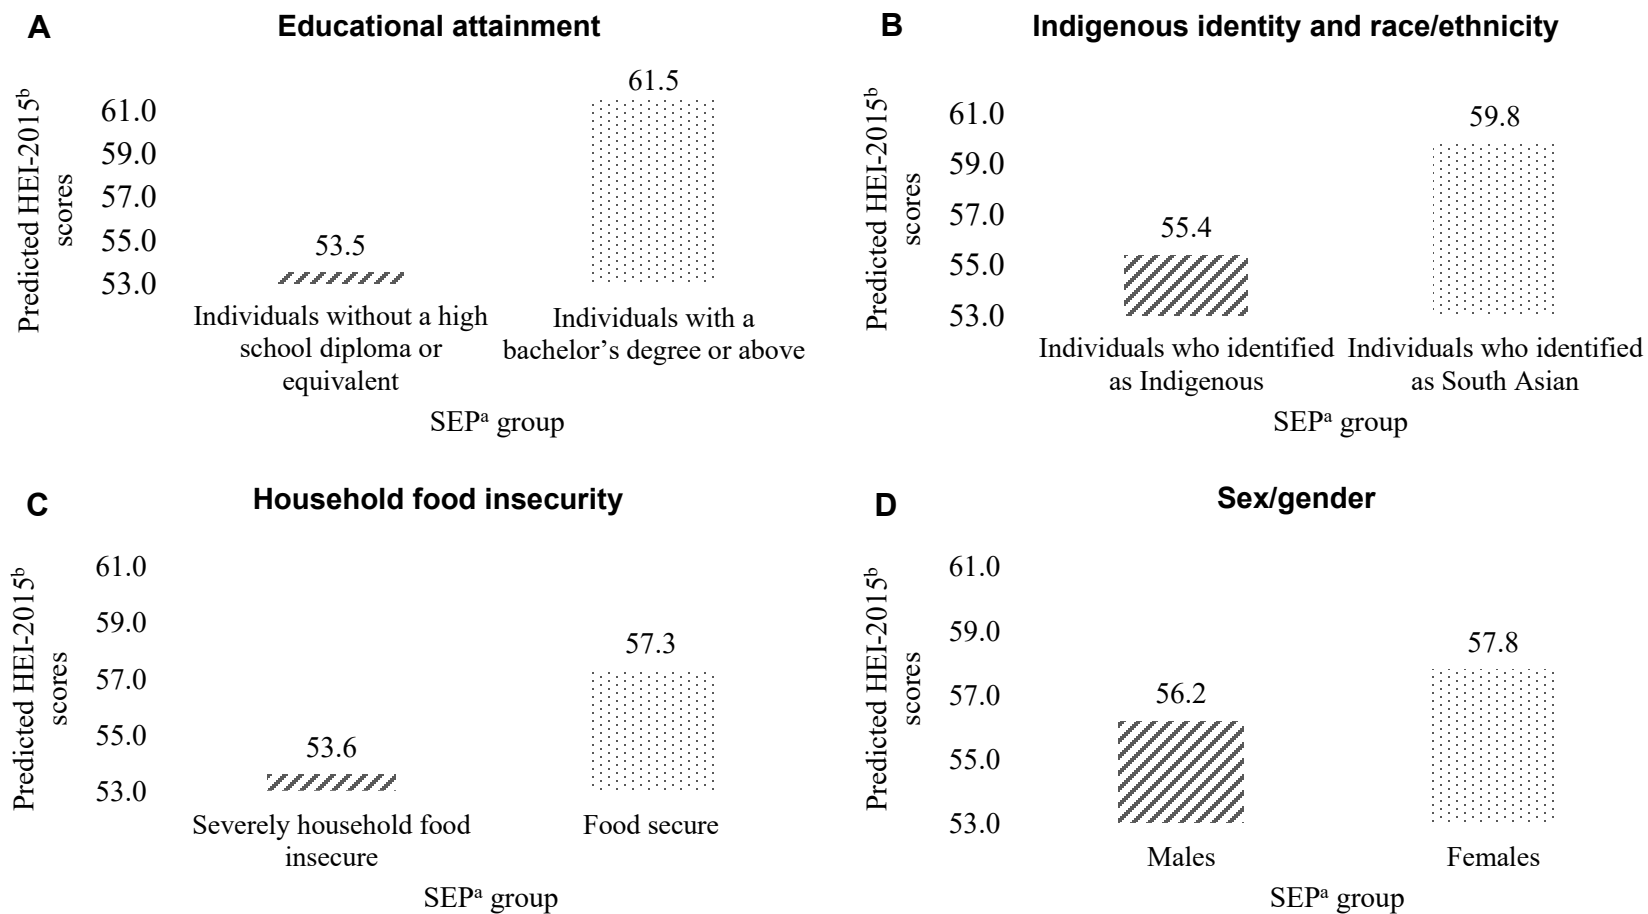 A
Educational attainment
Predicted HEI-2015ᵇ
scores
61.0
59.0
57.0
55.0
53.0
53.5
61.5
Individuals without a high
school diploma or
equivalent
Individuals with a
bachelor’s degree or above
SEPᵃ group
B
Indigenous identity and race/ethnicity
Predicted HEI-2015ᵇ
scores
61.0
59.0
57.0
55.0
53.0
55.4
59.8
Individuals who identified
as Indigenous
Individuals who identified
as South Asian
SEPᵃ group
C
Household food insecurity
Predicted HEI-2015ᵇ
scores
61.0
59.0
57.0
55.0
53.0
53.6
57.3
Severely household food
insecure
Food secure
SEPᵃ group
D
Sex/gender
Predicted HEI-2015ᵇ
scores
61.0
59.0
57.0
55.0
53.0
56.2
57.8
Males
Females
SEPᵃ group